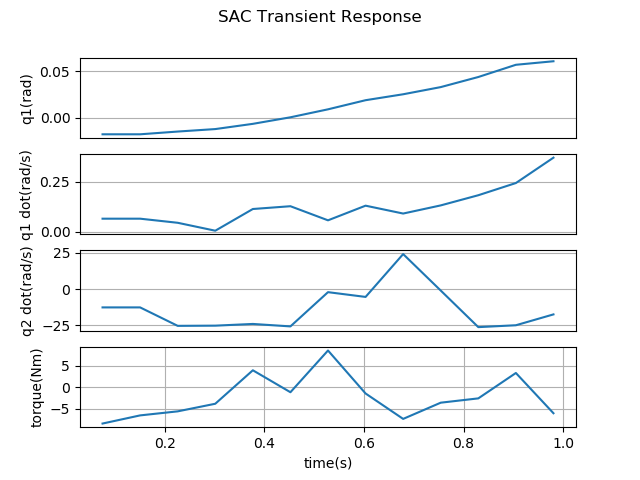 SAC Transient Response
q1(rad)
0.05
0.00
q1 dot(rad/s)
0.25
0.00
q2 dot(rad/s)
25
0
−25
torque(Nm)
5
0
−5
0.2 0.4 0.6 0.8 1.0
time(s)